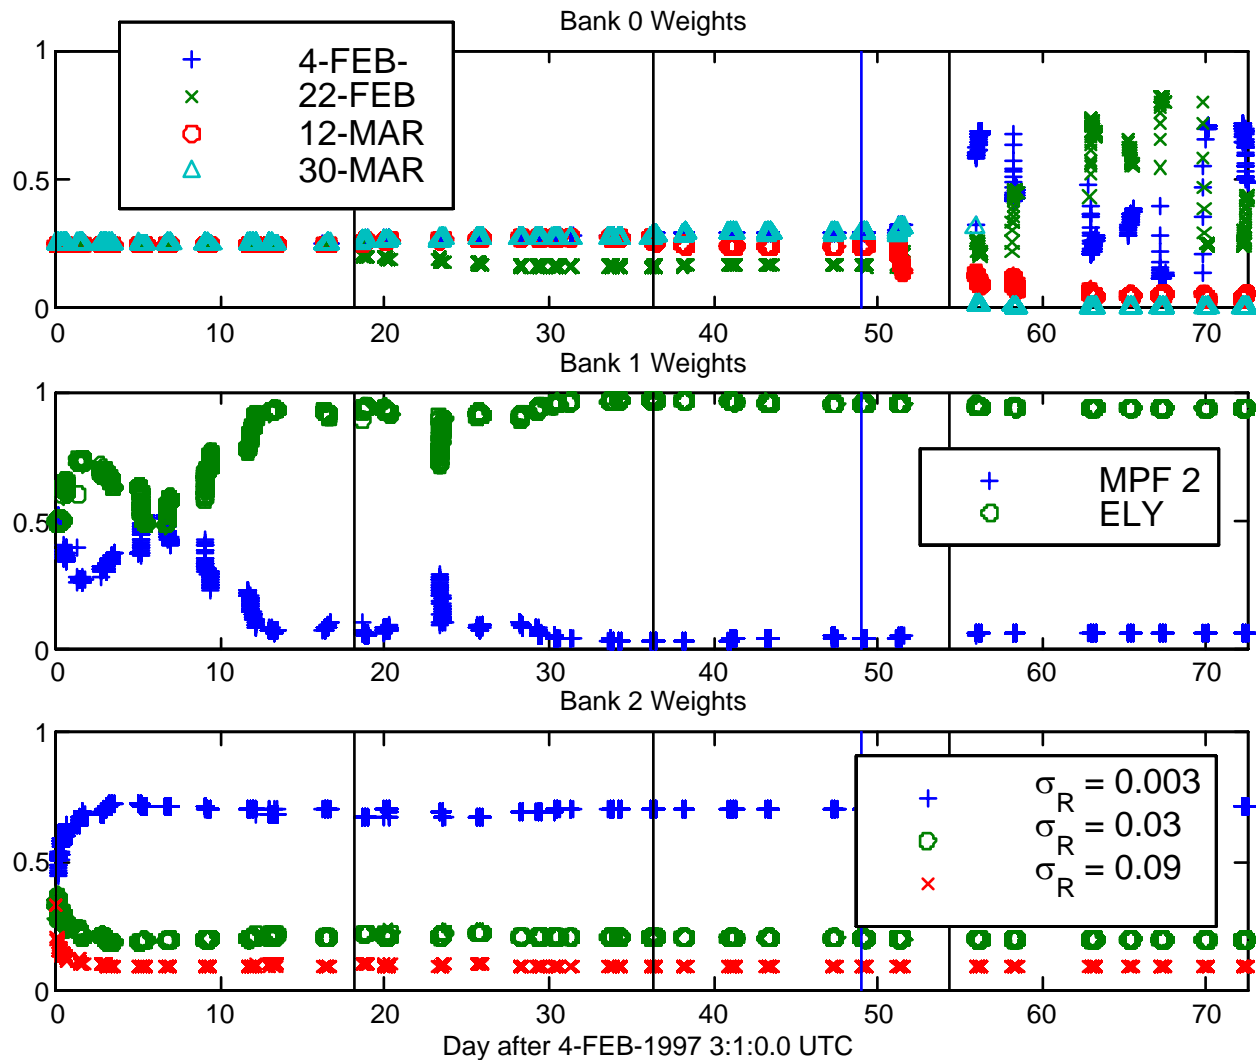 Bank 0 Weights
1
0.5
0
4-FEB-
22-FEB
12-MAR
30-MAR
0 10 20 30 40 50 60 70
Bank 1 Weights
1
0.5
0
MPF 2
ELY
0 10 20 30 40 50 60 70
Bank 2 Weights
1
0.5
0
σR = 0.003
σR = 0.03
σR = 0.09
0 10 20 30 40 50 60 70
Day after 4-FEB-1997 3:1:0.0 UTC